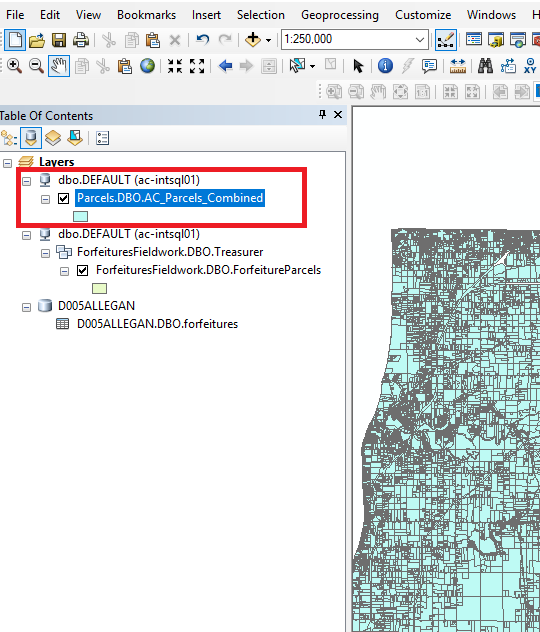 File Edit View Bookmarks Insert Selection Geoprocessing Customize Windows H
1:250,000
XY
Table Of Contents
Layers
dbo.DEFAULT (ac-intsql01)
Parcels.DBO.AC_Parcels_Combined
dbo.DEFAULT (ac-intsql01)
ForfeituresFieldwork.DBO.Treasurer
ForfeituresFieldwork.DBO.ForfeitureParcels
D005ALLEGAN
D005ALLEGAN.DBO.forfeitures